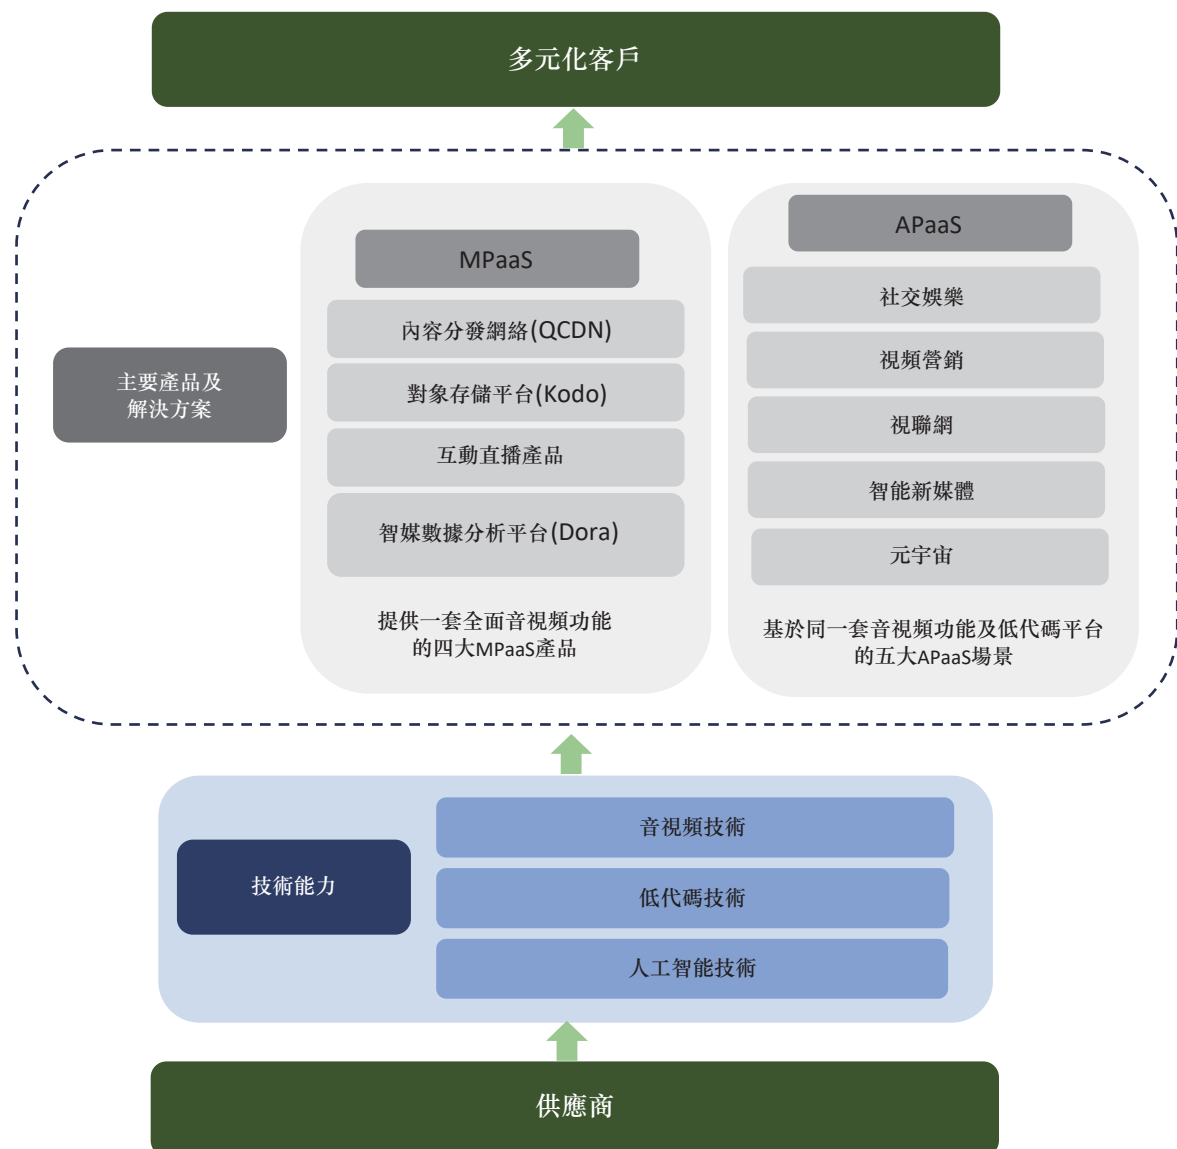 多元化客戶
主要產品及
解決方案
MPaaS
內容分發網絡(QCDN)
對象存儲平台(Kodo)
互動直播產品
智媒數據分析平台(Dora)
提供一套全面音視頻功能
的四大MPaaS產品
APaaS
社交娛樂
視頻營銷
視聯網
智能新媒體
元宇宙
基於同一套音視頻功能及低代碼平台
的五大APaaS場景
技術能力
音視頻技術
低代碼技術
人工智能技術
供應商